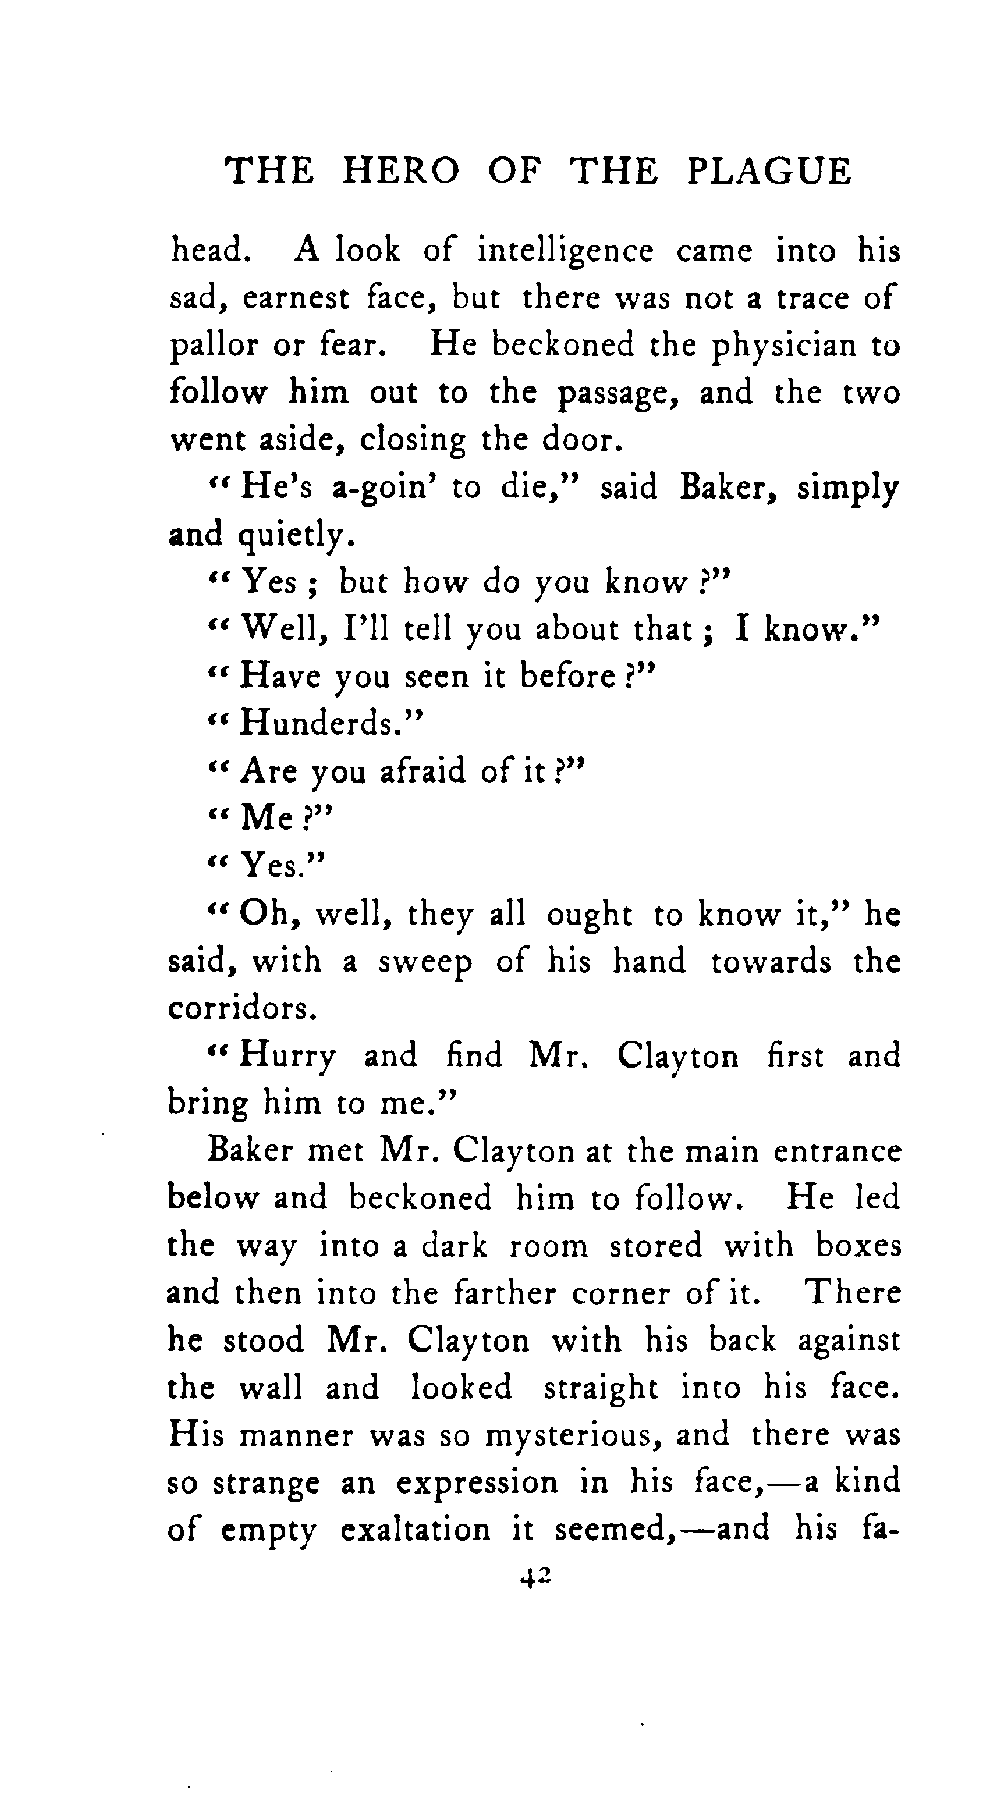 THE HERO OF THE PLAGUE
head. A look of intelligence came into his
sad, earnest face, but there was not a trace of
pallor or fear. He beckoned the physician to
follow him out to the passage, and the two
went aside, closing the door.
“ He’s a-goin’ to die,” said Baker, simply
and quietly.
“ Yes ; but how do you know ?”
“ Well, I’ll tell you about that ; I know.”
“ Have you seen it before ?”
“ Hunderds.”
“ Are you afraid of it ?”
“ Me ?”
“ Yes.”
“ Oh, well, they all ought to know it,” he
said, with a sweep of his hand towards the
corridors.
“ Hurry and find Mr. Clayton first and
bring him to me.”
Baker met Mr. Clayton at the main entrance
below and beckoned him to follow. He led
the way into a dark room stored with boxes
and then into the farther corner of it. There
he stood Mr. Clayton with his back against
the wall and looked straight into his face.
His manner was so mysterious, and there was
so strange an expression in his face,—a kind
of empty exaltation it seemed,—and his fa-
42